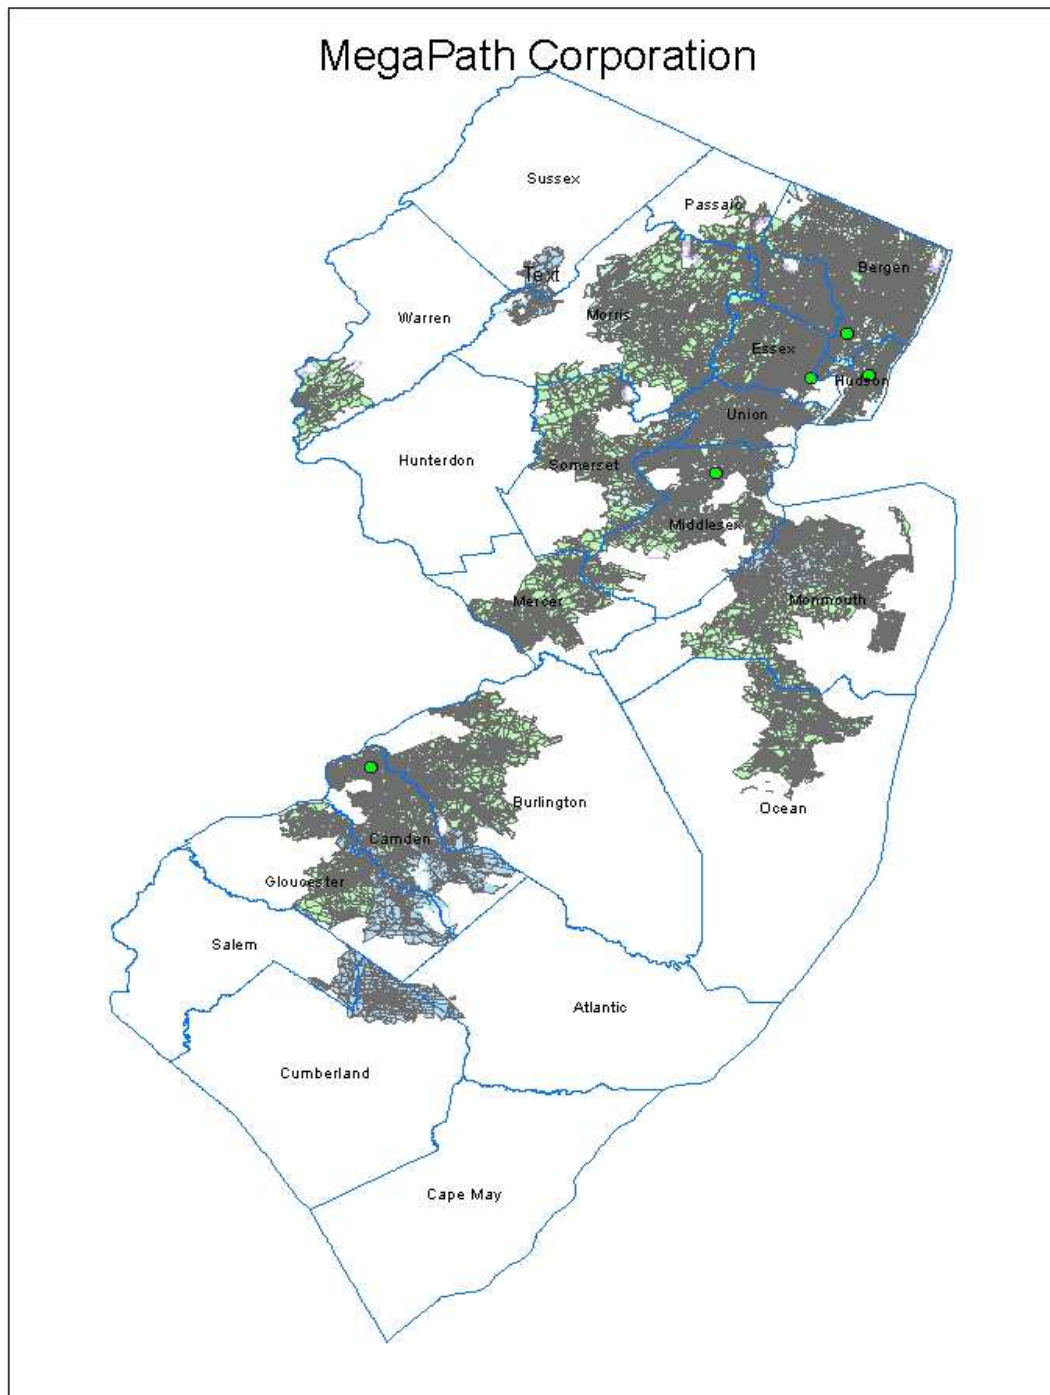 MegaPath Corporation
Sussex
Passaic
Bergen
Text
Warren
Morris
Essex
Hudson
Union
Hunterdon
Somerset
Middlesex
Mercer
Monmouth
Burlington
Ocean
Camden
Gloucester
Salem
Atlantic
Cumberland
Cape May